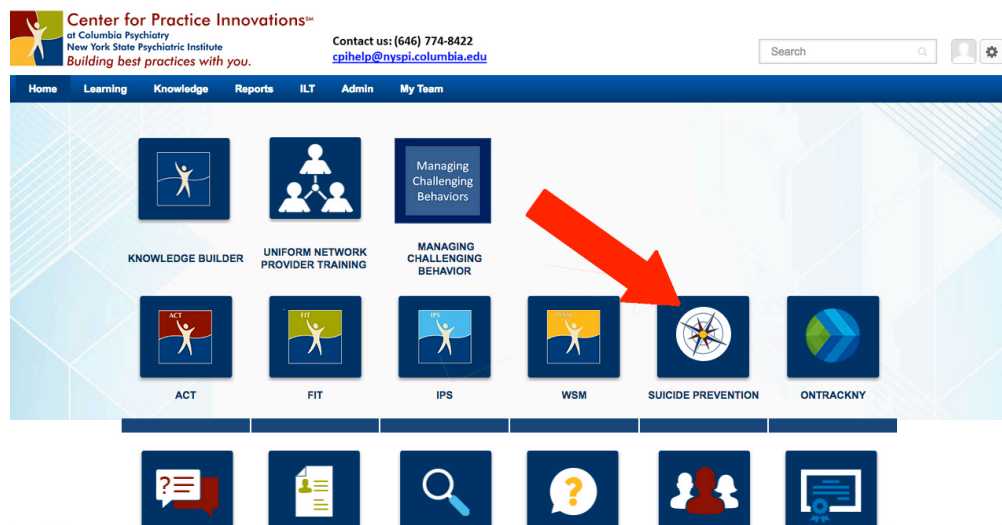 Center for Practice Innovations℠
at Columbia Psychiatry
New York State Psychiatric Institute
Building best practices with you.
Contact us: (646) 774-8422
cpihelp@nyspi.columbia.edu
Search
Home Learning Knowledge Reports ILT Admin My Team
Managing
Challenging
Behaviors
KNOWLEDGE BUILDER
UNIFORM NETWORK
PROVIDER TRAINING
MANAGING
CHALLENGING
BEHAVIOR
ACT
FIT
IPS
WSM
ACT
FIT
IPS
WSM
SUICIDE PREVENTION
ONTRACKNY
?
?